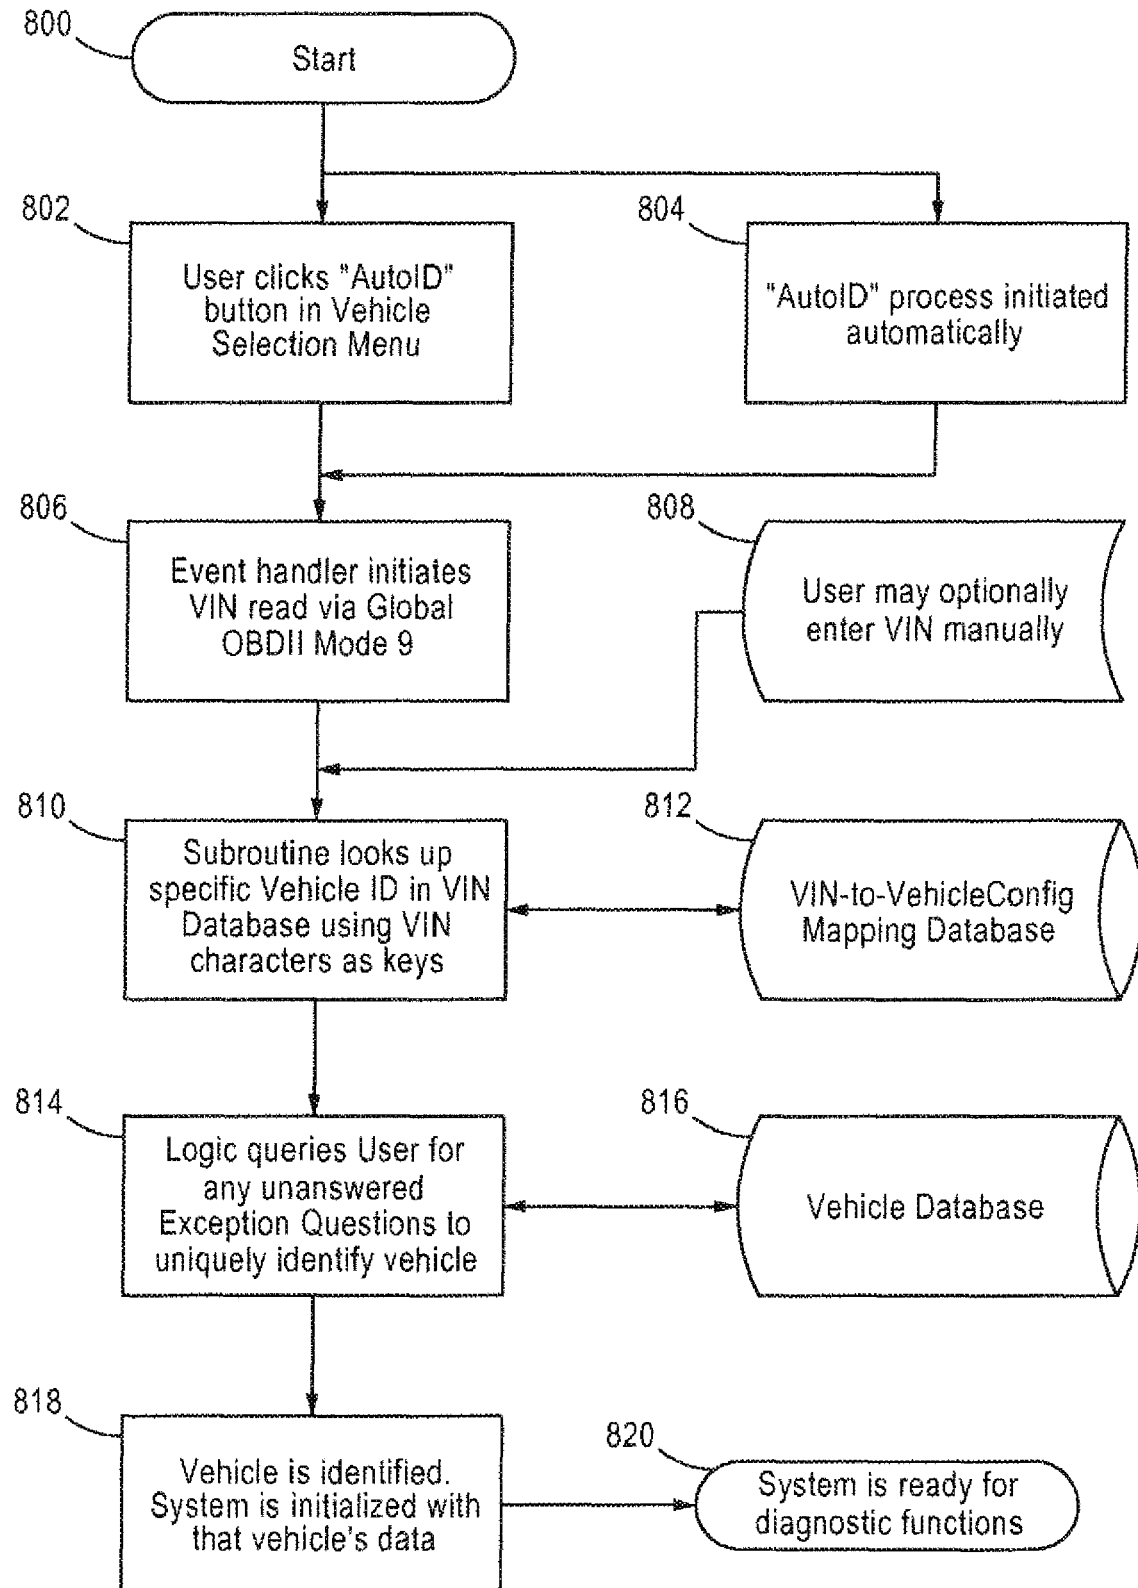 800
Start
802
User clicks "AutoID"
button in Vehicle
Selection Menu
804
"AutoID" process initiated
automatically
806
Event handler initiates
VIN read via Global
OBDII Mode 9
808
User may optionally
enter VIN manually
810
Subroutine looks up
specific Vehicle ID in VIN
Database using VIN
characters as keys
812
VIN-to-VehicleConfig
Mapping Database
814
Logic queries User for
any unanswered
Exception Questions to
uniquely identify vehicle
816
Vehicle Database
818
Vehicle is identified.
System is initialized with
that vehicle's data
820
System is ready for
diagnostic functions